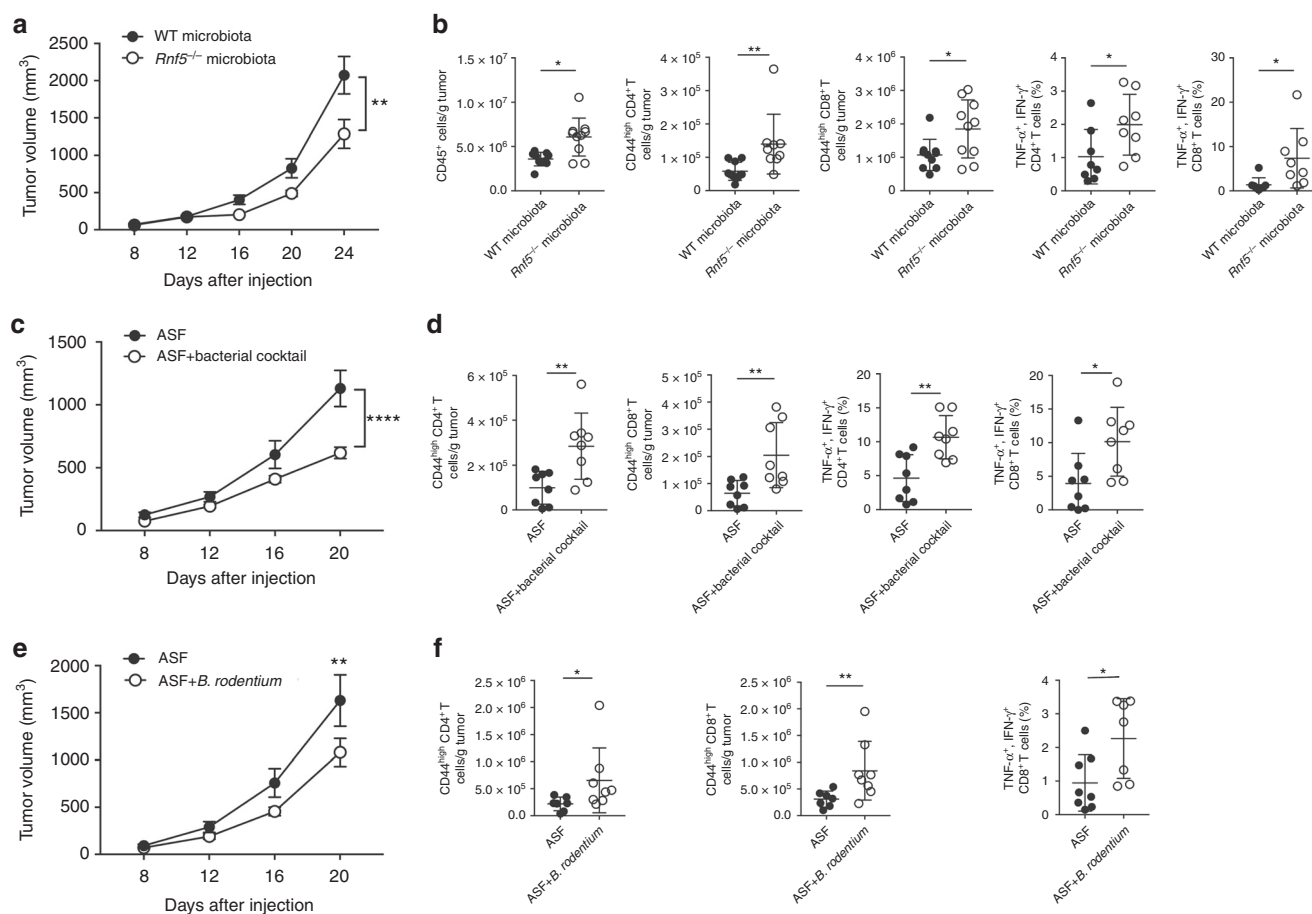 a
WT microbiota
Rnf5–/– microbiota
2500
2000
1500
1000
500
0
Tumor volume (mm³)
**
8 12 16 20 24
Days after injection
b
CD45⁺ cells/g tumor
1.5 × 10⁷
1.0 × 10⁷
5.0 × 10⁶
0.0
*
WT microbiota
Rnf5–/– microbiota
CD44ʰⁱᵍʰ CD4⁺ T
cells/g tumor
4 × 10⁵
3 × 10⁵
2 × 10⁵
1 × 10⁵
0
**
WT microbiota
Rnf5–/– microbiota
CD44ʰⁱᵍʰ CD8⁺ T
cells/g tumor
4 × 10⁶
3 × 10⁶
2 × 10⁶
1 × 10⁶
0
*
WT microbiota
Rnf5–/– microbiota
TNF-α⁺, IFN-γ⁺
CD4⁺ T cells (%)
4
3
2
1
0
*
WT microbiota
Rnf5–/– microbiota
TNF-α⁺, IFN-γ⁺
CD8⁺ T cells (%)
30
20
10
0
*
WT microbiota
Rnf5–/– microbiota
c
ASF
ASF+bacterial cocktail
1500
1000
500
0
Tumor volume (mm³)
****
8 12 16 20
Days after injection
d
CD44ʰⁱᵍʰ CD4⁺ T
cells/g tumor
6 × 10⁵
4 × 10⁵
2 × 10⁵
0
**
ASF
ASF+bacterial cocktail
CD44ʰⁱᵍʰ CD8⁺ T
cells/g tumor
5 × 10⁵
4 × 10⁵
3 × 10⁵
2 × 10⁵
1 × 10⁵
0
**
ASF
ASF+bacterial cocktail
TNF-α⁺, IFN-γ⁺
CD4⁺ T cells (%)
20
15
10
5
0
**
ASF
ASF+bacterial cocktail
TNF-α⁺, IFN-γ⁺
CD8⁺ T cells (%)
20
15
10
5
0
*
ASF
ASF+bacterial cocktail
e
ASF
ASF+B. rodentium
2000
1500
1000
500
0
Tumor volume (mm³)
**
8 12 16 20
Days after injection
f
CD44ʰⁱᵍʰ CD4⁺ T
cells/g tumor
2.5 × 10⁶
2.0 × 10⁶
1.5 × 10⁶
1.0 × 10⁶
5.0 × 10⁵
0.0
*
ASF
ASF+B. rodentium
CD44ʰⁱᵍʰ CD8⁺ T
cells/g tumor
2.5 × 10⁶
2.0 × 10⁶
1.5 × 10⁶
1.0 × 10⁶
5.0 × 10⁵
0.0
**
ASF
ASF+B. rodentium
TNF-α⁺, IFN-γ⁺
CD8⁺T cells (%)
4
3
2
1
0
*
ASF
ASF+B. rodentium